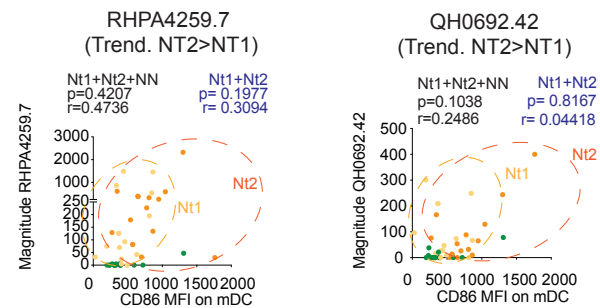 RHPA4259.7
(Trend. NT2>NT1)
Nt1+Nt2+NN
p=0.4207
r=0.4736
Nt1+Nt2
p= 0.1977
r= 0.3094
Magnitude RHPA4259.7
3000
2000
1000
250
200
150
100
50
0
Nt1
Nt2
0 500 1000 1500 2000
CD86 MFI on mDC
QH0692.42
(Trend. NT2>NT1)
Nt1+Nt2+NN
p=0.1038
r=0.2486
Nt1+Nt2
p= 0.8167
r= 0.04418
Magnitude QH0692.42
500
400
300
200
100
0
Nt1
Nt2
0 500 1000 1500 2000
CD86 MFI on mDC